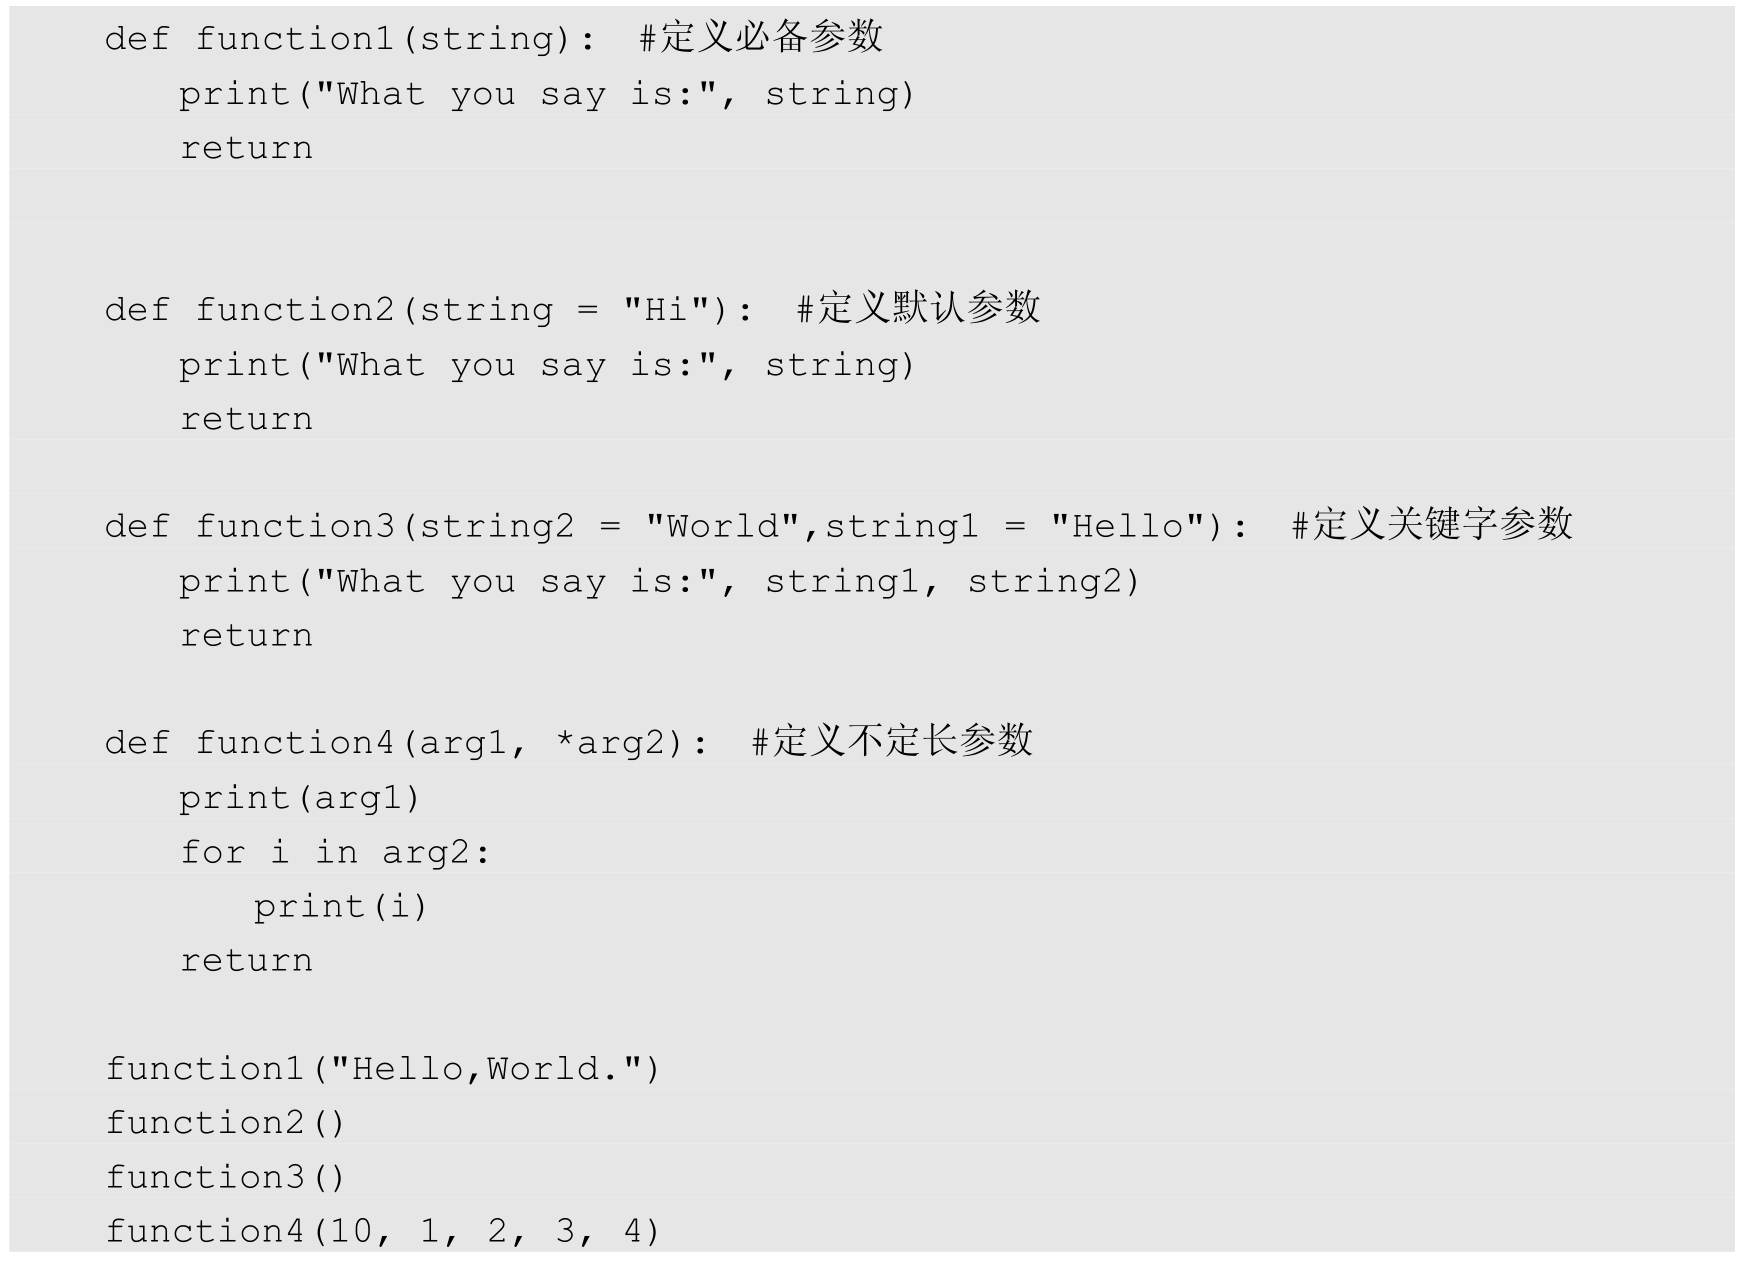 def function1(string): #定义必备参数
    print("What you say is:", string)
    return
def function2(string = "Hi"): #定义默认参数
    print("What you say is:", string)
    return
def function3(string2 = "World",string1 = "Hello"): #定义关键字参数
    print("What you say is:", string1, string2)
    return
def function4(arg1, *arg2): #定义不定长参数
    print(arg1)
    for i in arg2:
        print(i)
    return
function1("Hello,World.")
function2()
function3()
function4(10, 1, 2, 3, 4)